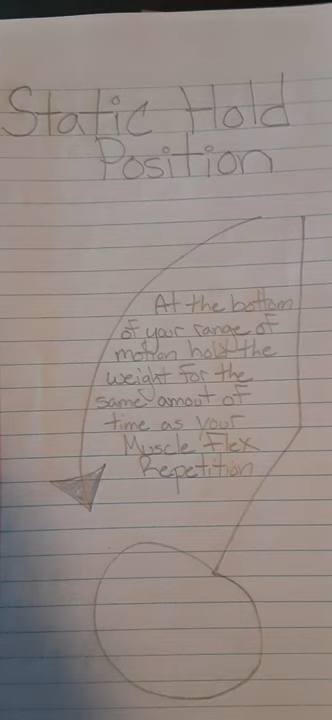 Static Hold
Position
At the bottom
of your range of
motion hold the
weight for the
same amout of
time as your
Muscle Flex
Repetition